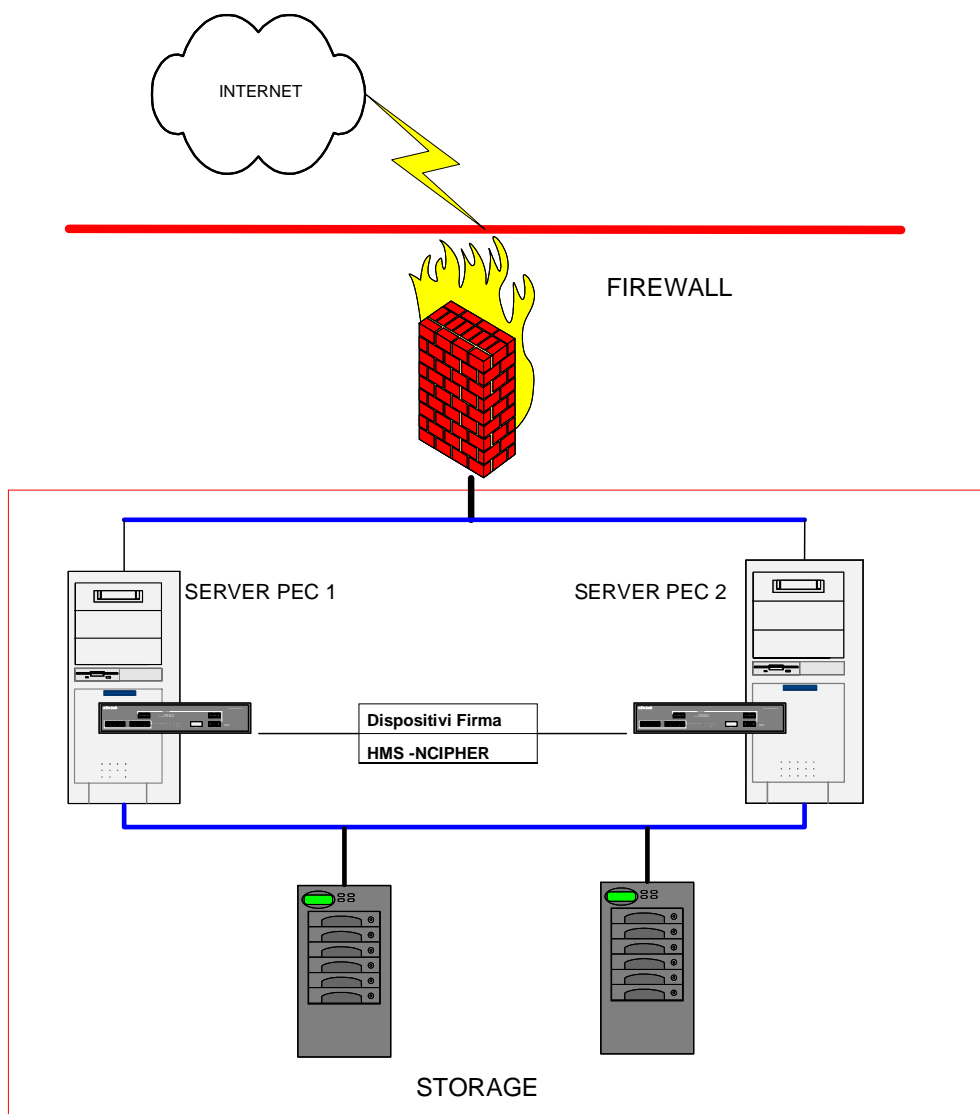 INTERNET
FIREWALL
SERVER PEC 1
SERVER PEC 2
Dispositivi Firma
HMS -NCIPHER
STORAGE